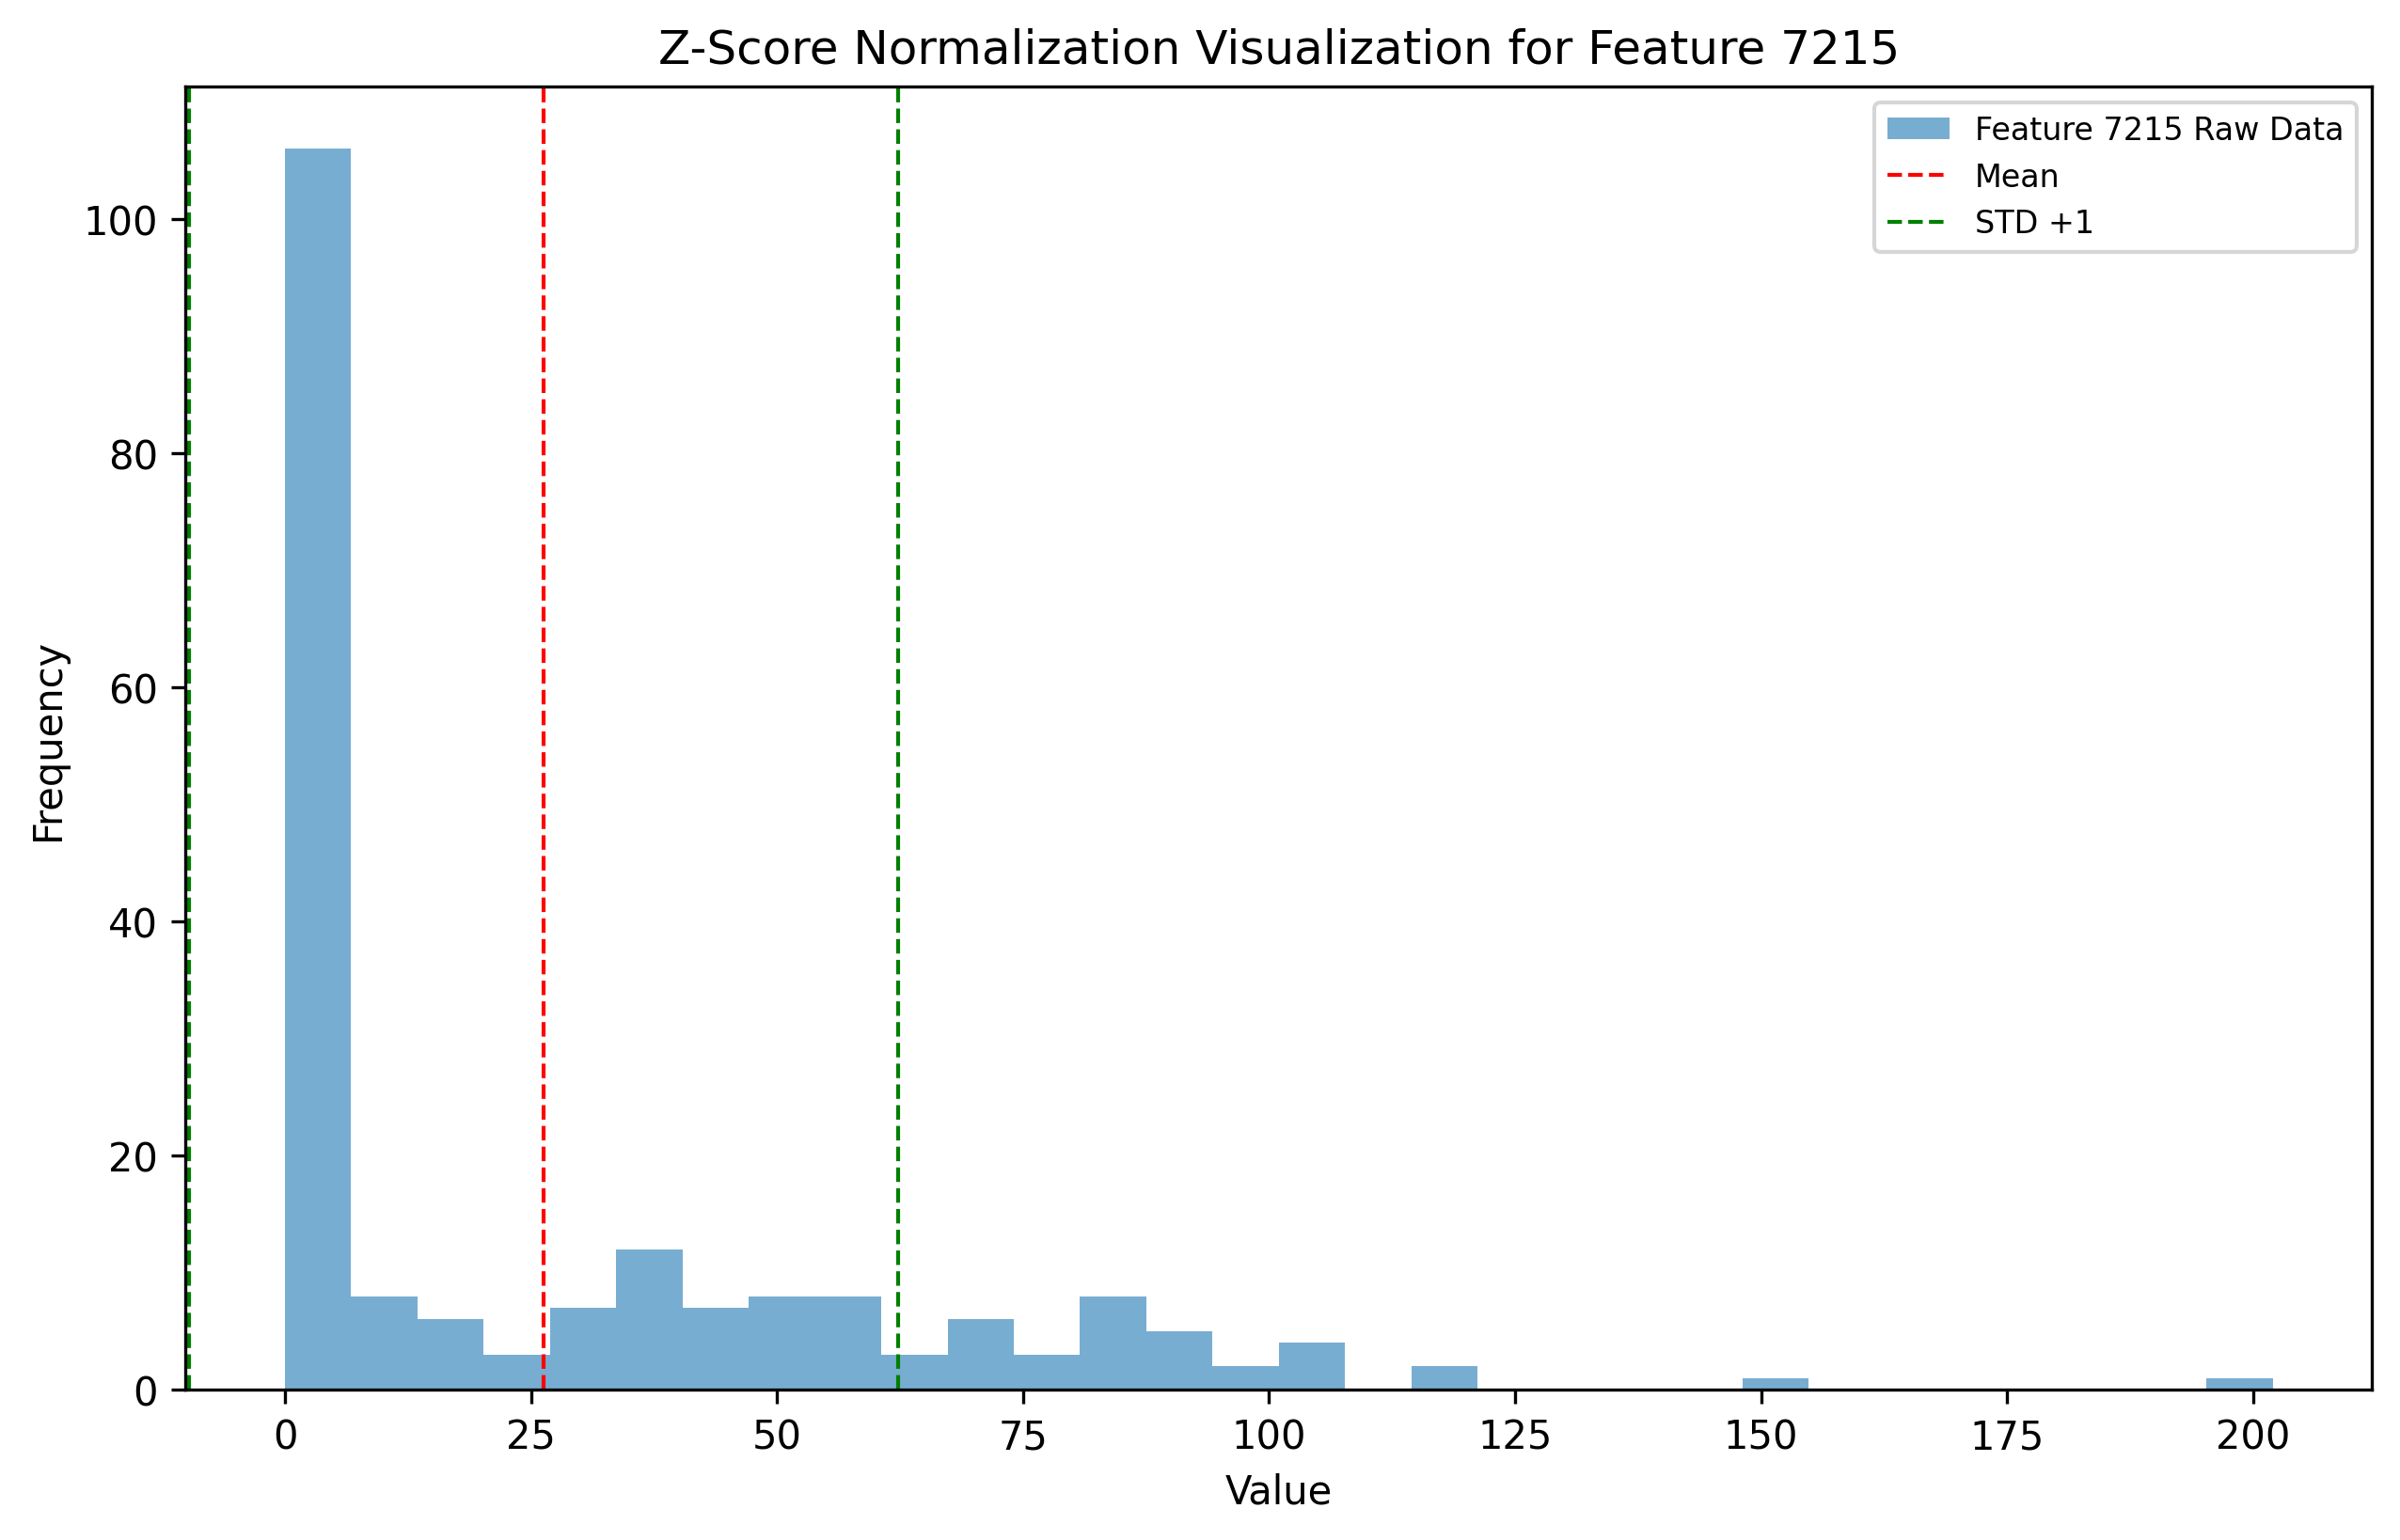 Z-Score Normalization Visualization for Feature 7215
Feature 7215 Raw Data
Mean
STD +1
100
80
60
40
20
0
Frequency
0 25 50 75 100 125 150 175 200
Value